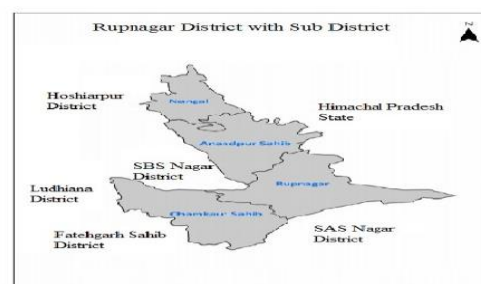 Rupnagar District with Sub District
N
Hoshiarpur
District
Nangal
Himachal Pradesh
State
Anandpur Sahib
SBS Nagar
District
Rupnagar
Ludhiana
District
Chamkaur Sahib
Fatehgarh Sahib
District
SAS Nagar
District